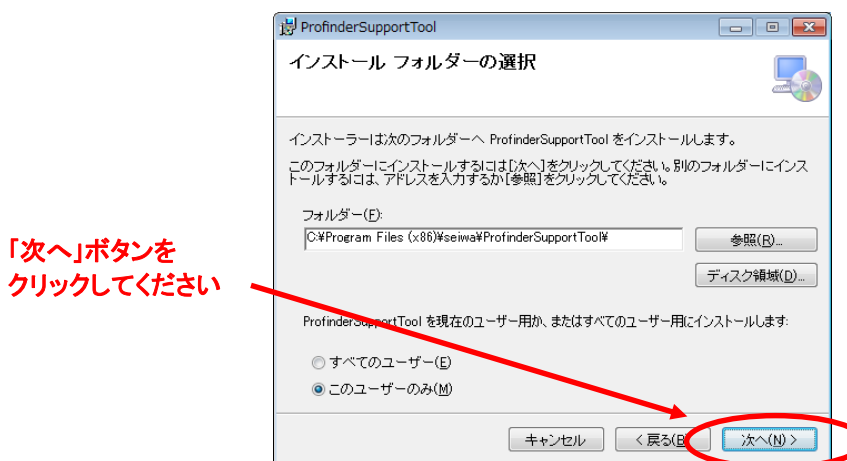 ProfinderSupportTool
インストール フォルダーの選択
インストーラーは次のフォルダーへ ProfinderSupportTool をインストールします。
このフォルダーにインストールするには[次へ]をクリックしてください。別のフォルダーにインス
トールするには、アドレスを入力するか[参照]をクリックしてください。
フォルダー(F):
C:¥Program Files (x86)¥seiwa¥ProfinderSupportTool¥
参照(R)...
ディスク領域(D)...
「次へ」ボタンを
クリックしてください
ProfinderSupportTool を現在のユーザー用か、またはすべてのユーザー用にインストールします:
すべてのユーザー(E)
このユーザーのみ(M)
キャンセル
< 戻る(B
次へ(N) >